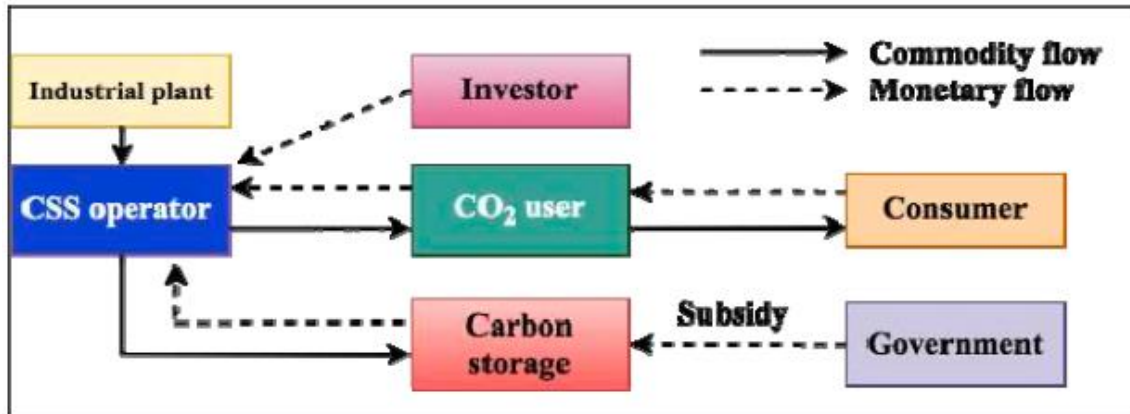 Industrial plant
Investor
Commodity flow
Monetary flow
CSS operator
CO₂ user
Consumer
Carbon
storage
Subsidy
Government